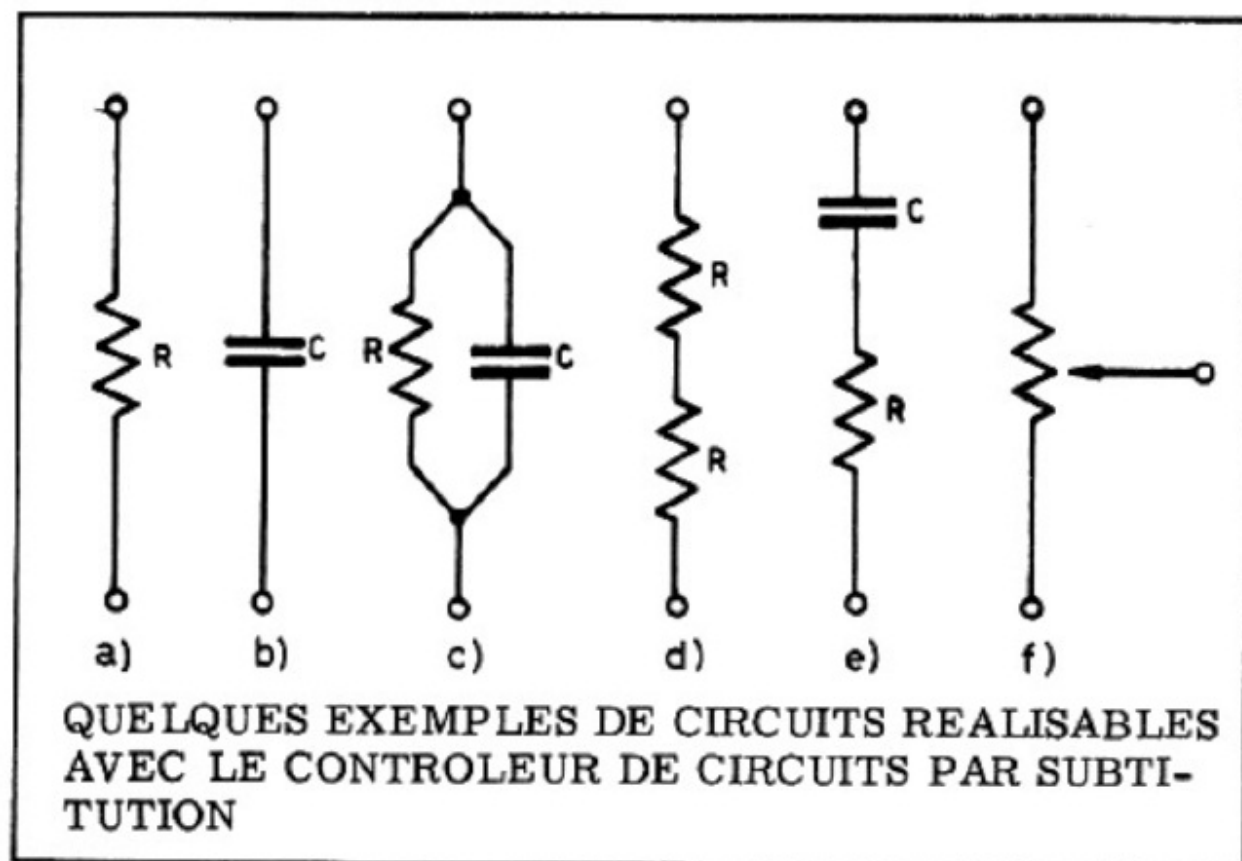 R
C
R
C
R
R
C
R
a)
b)
c)
d)
e)
f)
QUELQUES EXEMPLES DE CIRCUITS REALISABLES
AVEC LE CONTROLEUR DE CIRCUITS PAR SUBTI-
TUTION